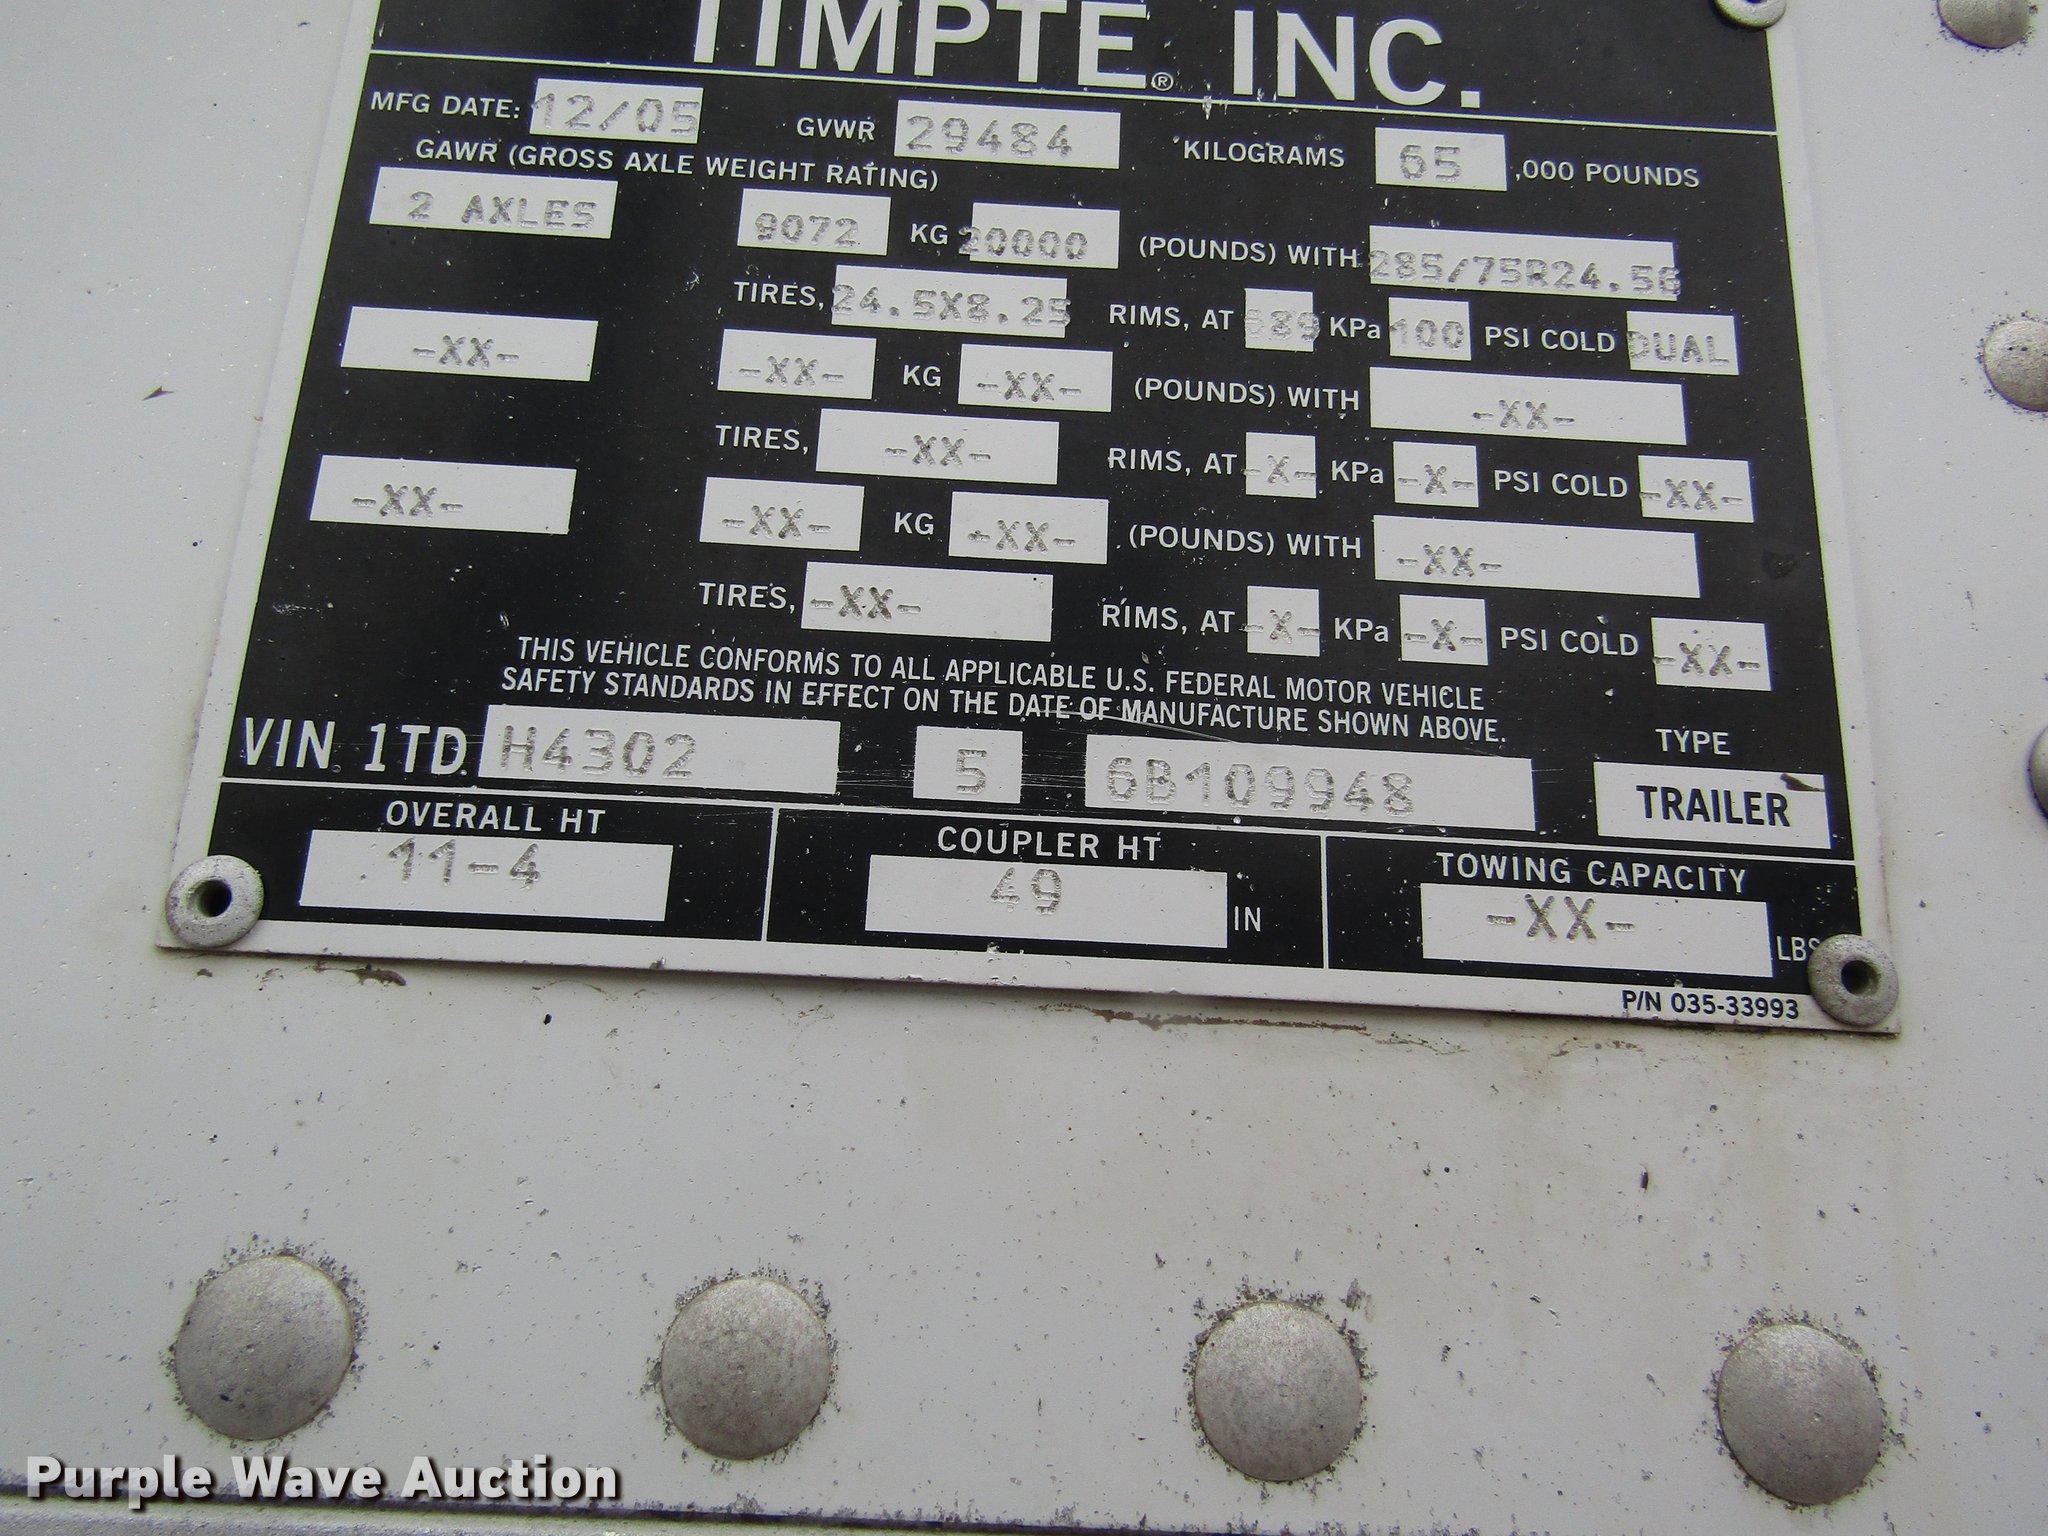 TIMPTE® INC.
MFG DATE: 12/05 GVWR 29484 KILOGRAMS 65 ,000 POUNDS
GAWR (GROSS AXLE WEIGHT RATING)
2 AXLES 9072 KG 20000 (POUNDS) WITH 285/75R24.5G
TIRES, 24.5X8.25 RIMS, AT 689 KPa 100 PSI COLD DUAL
-XX- -XX- KG -XX- (POUNDS) WITH -XX-
TIRES, -XX- RIMS, AT -X- KPa -X- PSI COLD -XX-
-XX- -XX- KG -XX- (POUNDS) WITH -XX-
TIRES, -XX- RIMS, AT -X- KPa -X- PSI COLD -XX-
THIS VEHICLE CONFORMS TO ALL APPLICABLE U.S. FEDERAL MOTOR VEHICLE
SAFETY STANDARDS IN EFFECT ON THE DATE OF MANUFACTURE SHOWN ABOVE.
TYPE
VIN 1TD H4302 5 6B109948 TRAILER
OVERALL HT COUPLER HT TOWING CAPACITY
11-4 49 IN -XX- LBS
P/N 035-33993
Purple Wave Auction